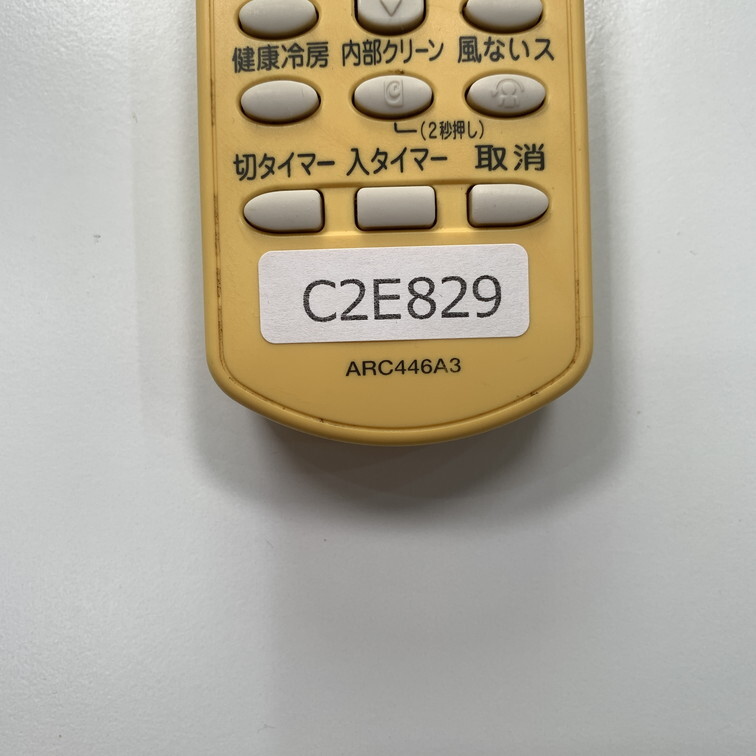 健康冷房 内部クリーン 風ないス
(2秒押し)
切タイマー 入タイマー 取消
C2E829
ARC446A3